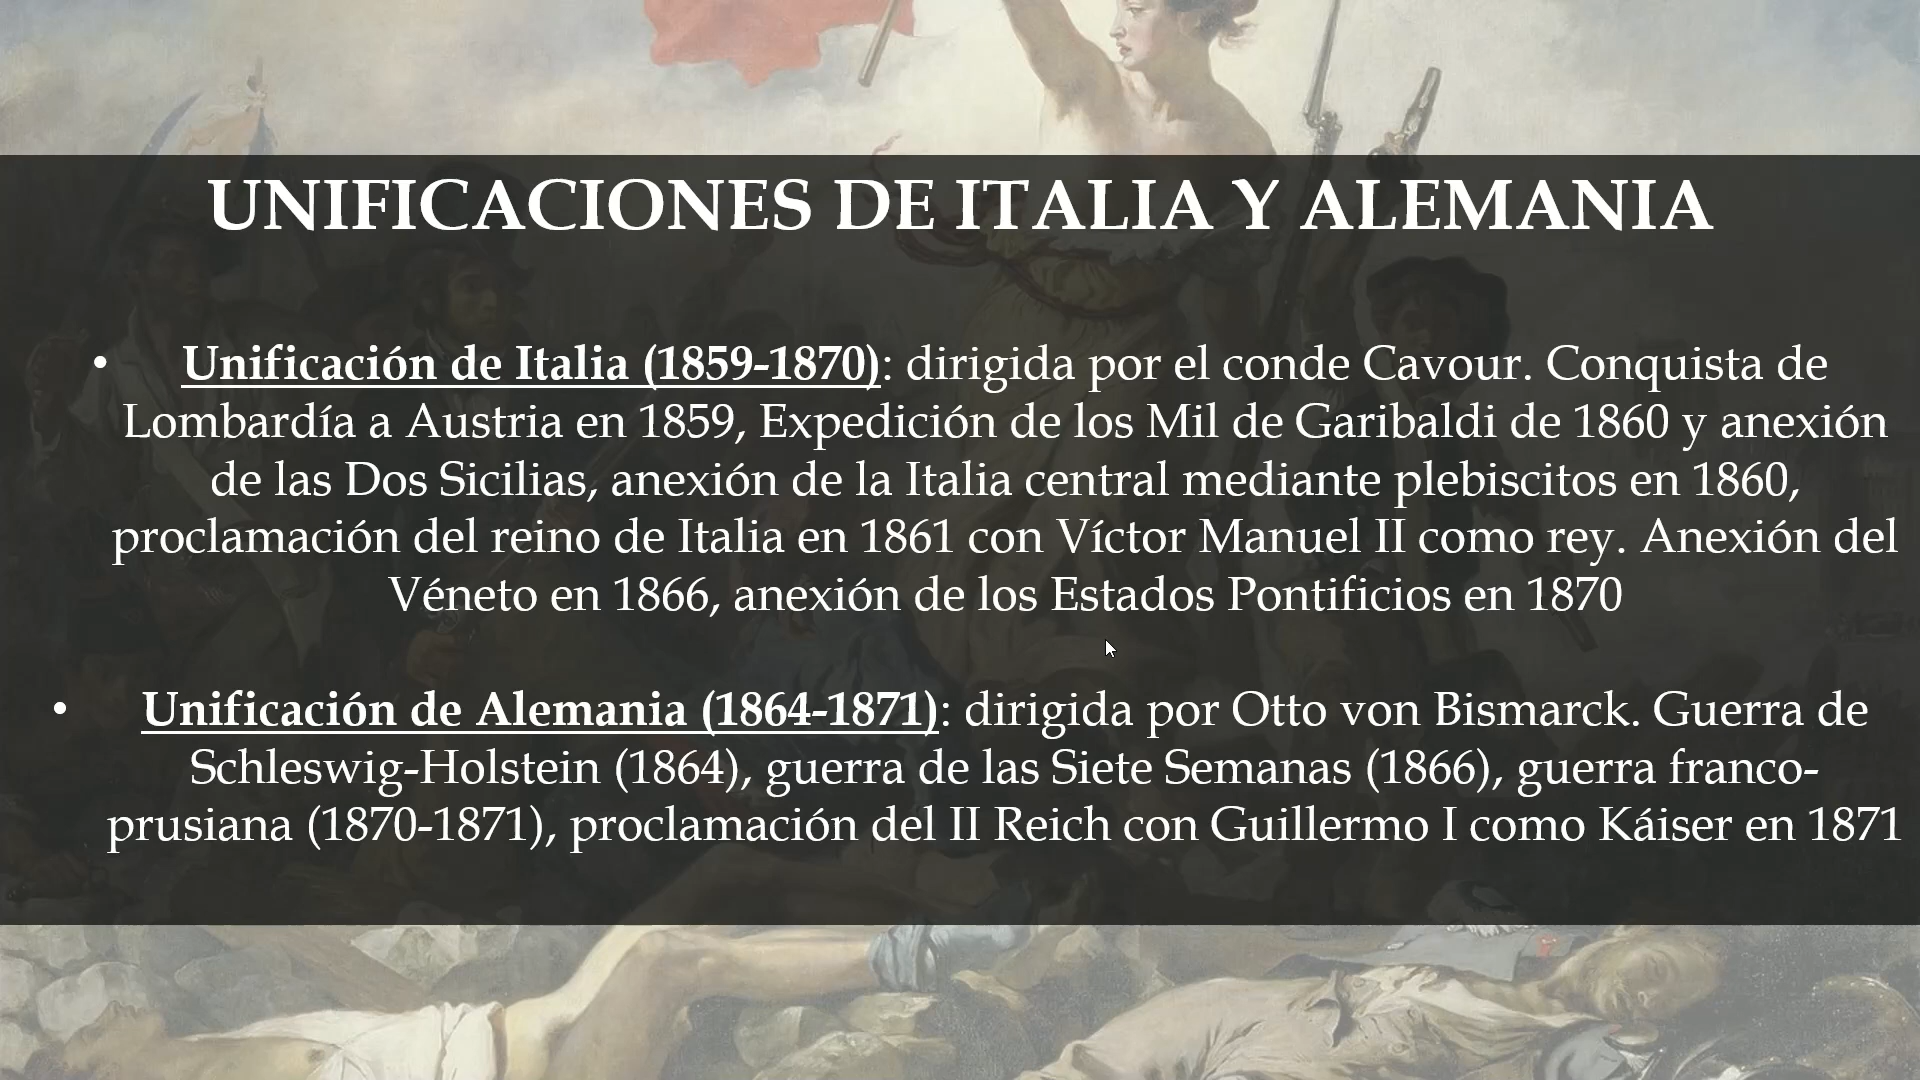 UNIFICACIONES DE ITALIA Y ALEMANIA
• Unificación de Italia (1859-1870): dirigida por el conde Cavour. Conquista de
Lombardía a Austria en 1859, Expedición de los Mil de Garibaldi de 1860 y anexión
de las Dos Sicilias, anexión de la Italia central mediante plebiscitos en 1860,
proclamación del reino de Italia en 1861 con Víctor Manuel II como rey. Anexión del
Véneto en 1866, anexión de los Estados Pontificios en 1870
• Unificación de Alemania (1864-1871): dirigida por Otto von Bismarck. Guerra de
Schleswig-Holstein (1864), guerra de las Siete Semanas (1866), guerra franco-
prusiana (1870-1871), proclamación del II Reich con Guillermo I como Káiser en 1871